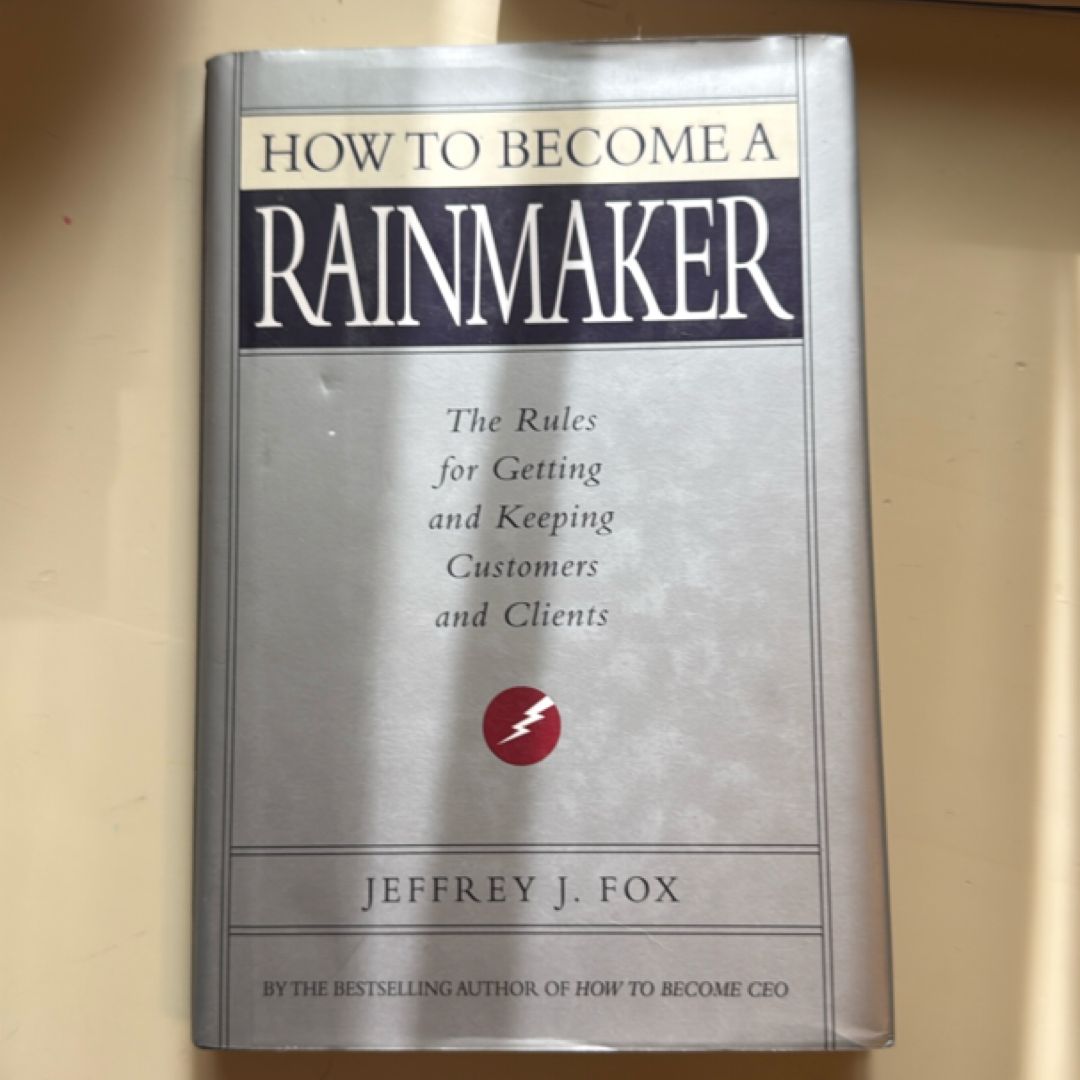 HOW TO BECOME A
RAINMAKER
The Rules
for Getting
and Keeping
Customers
and Clients
JEFFREY J. FOX
BY THE BESTSELLING AUTHOR OF HOW TO BECOME CEO